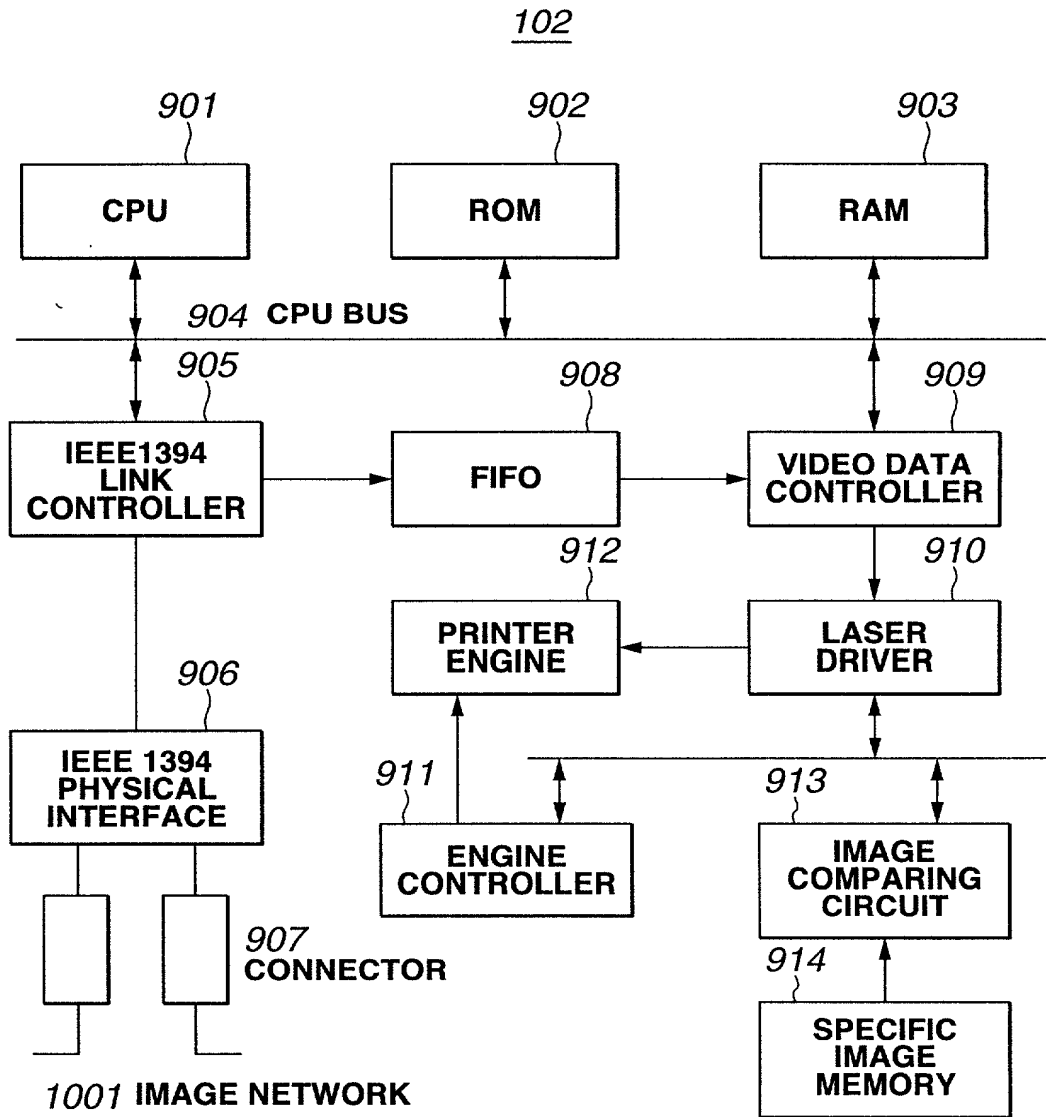 102
901
902
903
CPU
ROM
RAM
904 CPU BUS
905
908
909
IEEE1394
LINK
CONTROLLER
FIFO
VIDEO DATA
CONTROLLER
912
910
PRINTER
ENGINE
LASER
DRIVER
906
IEEE 1394
PHYSICAL
INTERFACE
911
913
ENGINE
CONTROLLER
IMAGE
COMPARING
CIRCUIT
907
CONNECTOR
914
SPECIFIC
IMAGE
MEMORY
1001 IMAGE NETWORK